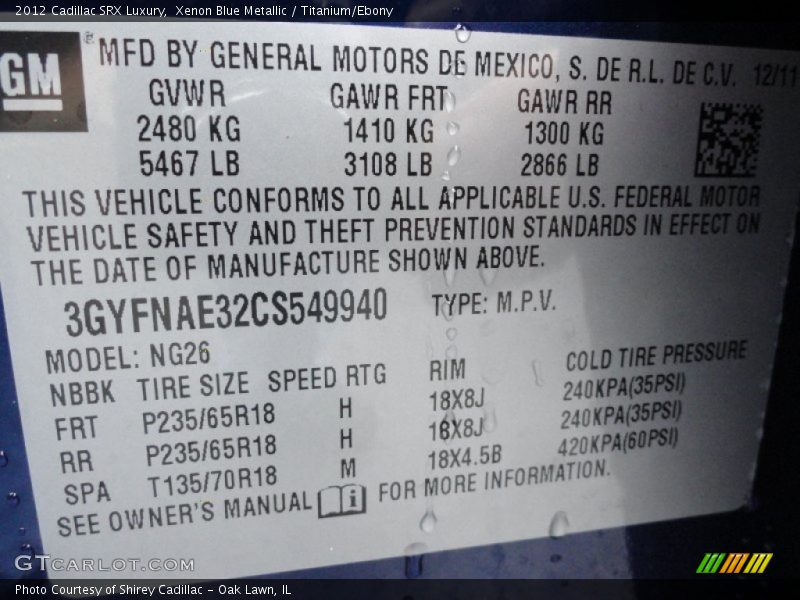 2012 Cadillac SRX Luxury, Xenon Blue Metallic / Titanium/Ebony
GM
MFD BY GENERAL MOTORS DE MEXICO, S. DE R.L. DE C.V. 12/11
GVWR GAWR FRT GAWR RR
2480 KG 1410 KG 1300 KG
5467 LB 3108 LB 2866 LB
THIS VEHICLE CONFORMS TO ALL APPLICABLE U.S. FEDERAL MOTOR
VEHICLE SAFETY AND THEFT PREVENTION STANDARDS IN EFFECT ON
THE DATE OF MANUFACTURE SHOWN ABOVE.
3GYFNAE32CS549940 TYPE: M.P.V.
MODEL: NG26
NBBK TIRE SIZE SPEED RTG RIM COLD TIRE PRESSURE
FRT P235/65R18 H 18X8J 240KPA(35PSI)
RR P235/65R18 H 18X8J 240KPA(35PSI)
SPA T135/70R18 M 18X4.5B 420KPA(60PSI)
SEE OWNER'S MANUAL FOR MORE INFORMATION.
GTCarLot.com
Photo Courtesy of Shirey Cadillac - Oak Lawn, IL